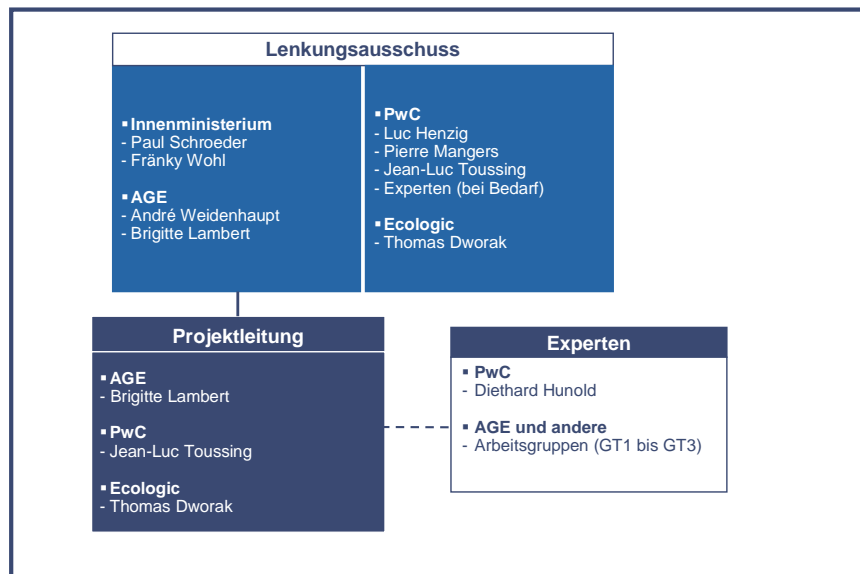 Lenkungsausschuss
▪ Innenministerium
- Paul Schroeder
- Fränky Wohl
▪ AGE
- André Weidenhaupt
- Brigitte Lambert
▪ PwC
- Luc Henzig
- Pierre Mangers
- Jean-Luc Toussing
- Experten (bei Bedarf)
▪ Ecologic
- Thomas Dworak
Projektleitung
▪ AGE
- Brigitte Lambert
▪ PwC
- Jean-Luc Toussing
▪ Ecologic
- Thomas Dworak
Experten
▪ PwC
- Diethard Hunold
▪ AGE und andere
- Arbeitsgruppen (GT1 bis GT3)